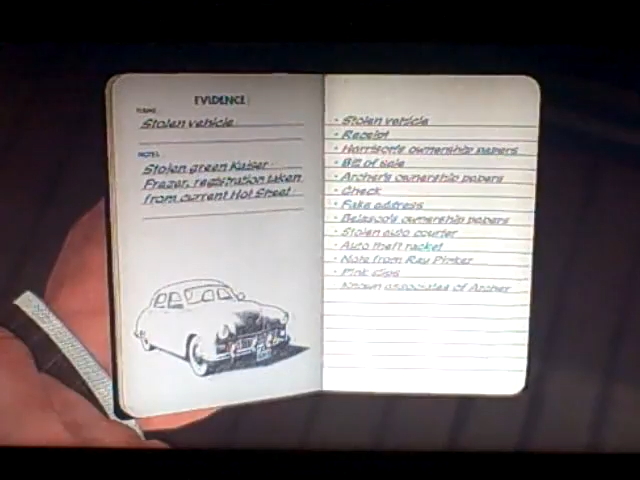 EVIDENCE
NAME:
Stolen vehicle
NOTES:
Stolen green Kaiser
Frazer, registration taken
from current Hot Sheet
• Stolen vehicle
• Receipt
• Harrison's ownership papers
• Bill of sale
• Archer's ownership papers
• Check
• Fake address
• Belasco's ownership papers
• Stolen auto courier
• Auto theft racket
• Note from Ray Pinker
• Pink slips
Known associates of Archer